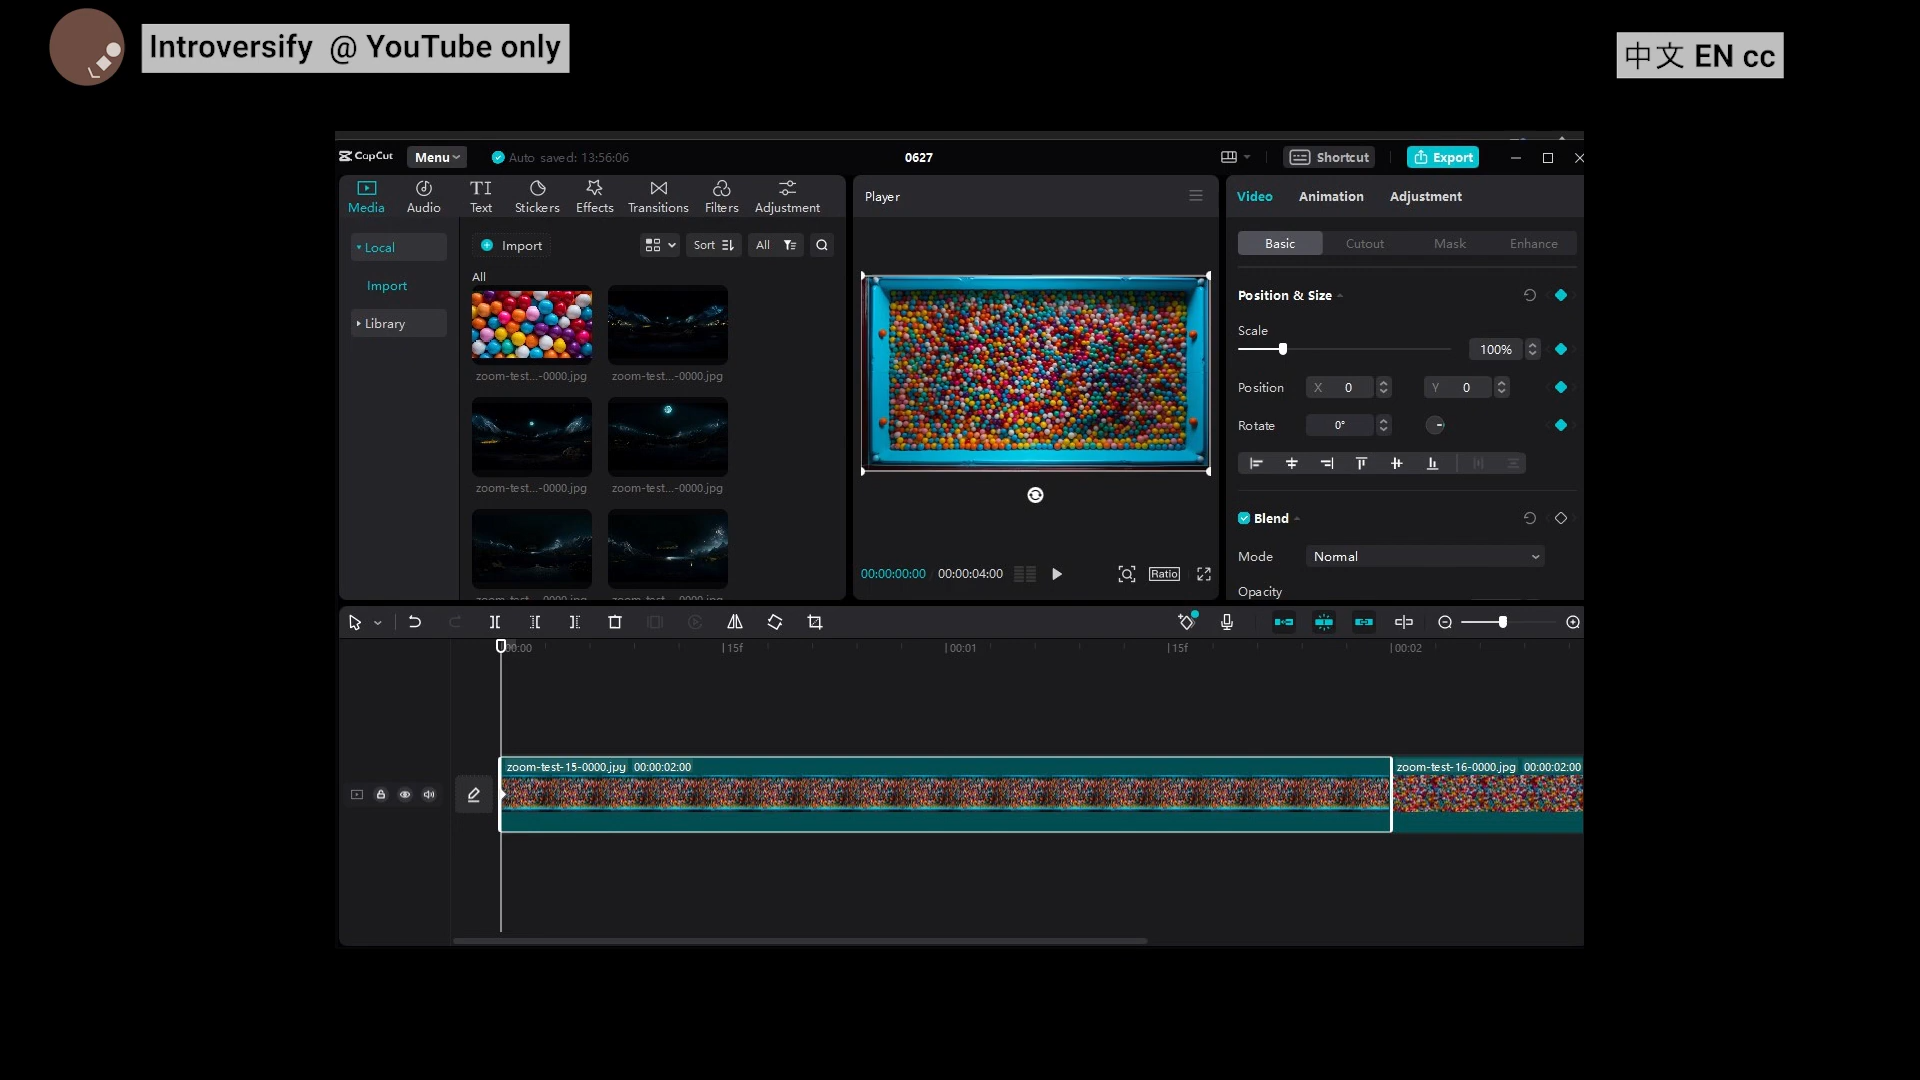 Introversify @ YouTube only
中文 EN cc
CapCut
Menu
Auto saved: 13:56:06
0627
Shortcut
Export
Media
Audio
TI
Text
Stickers
Effects
Transitions
Filters
Adjustment
Local
Import
Library
Import
Sort
All
All
zoom-test...-0000.jpg
zoom-test...-0000.jpg
zoom-test...-0000.jpg
zoom-test...-0000.jpg
Player
00:00:00:00
00:00:04:00
Ratio
Video
Animation
Adjustment
Basic
Cutout
Mask
Enhance
Position & Size
Scale
100%
Position
X 0
Y 0
Rotate
0°
Blend
Mode
Normal
Opacity
15f
00:01
15f
00:02
zoom-test-15-0000.jpg 00:00:02:00
zoom-test-16-0000.jpg 00:00:02:00